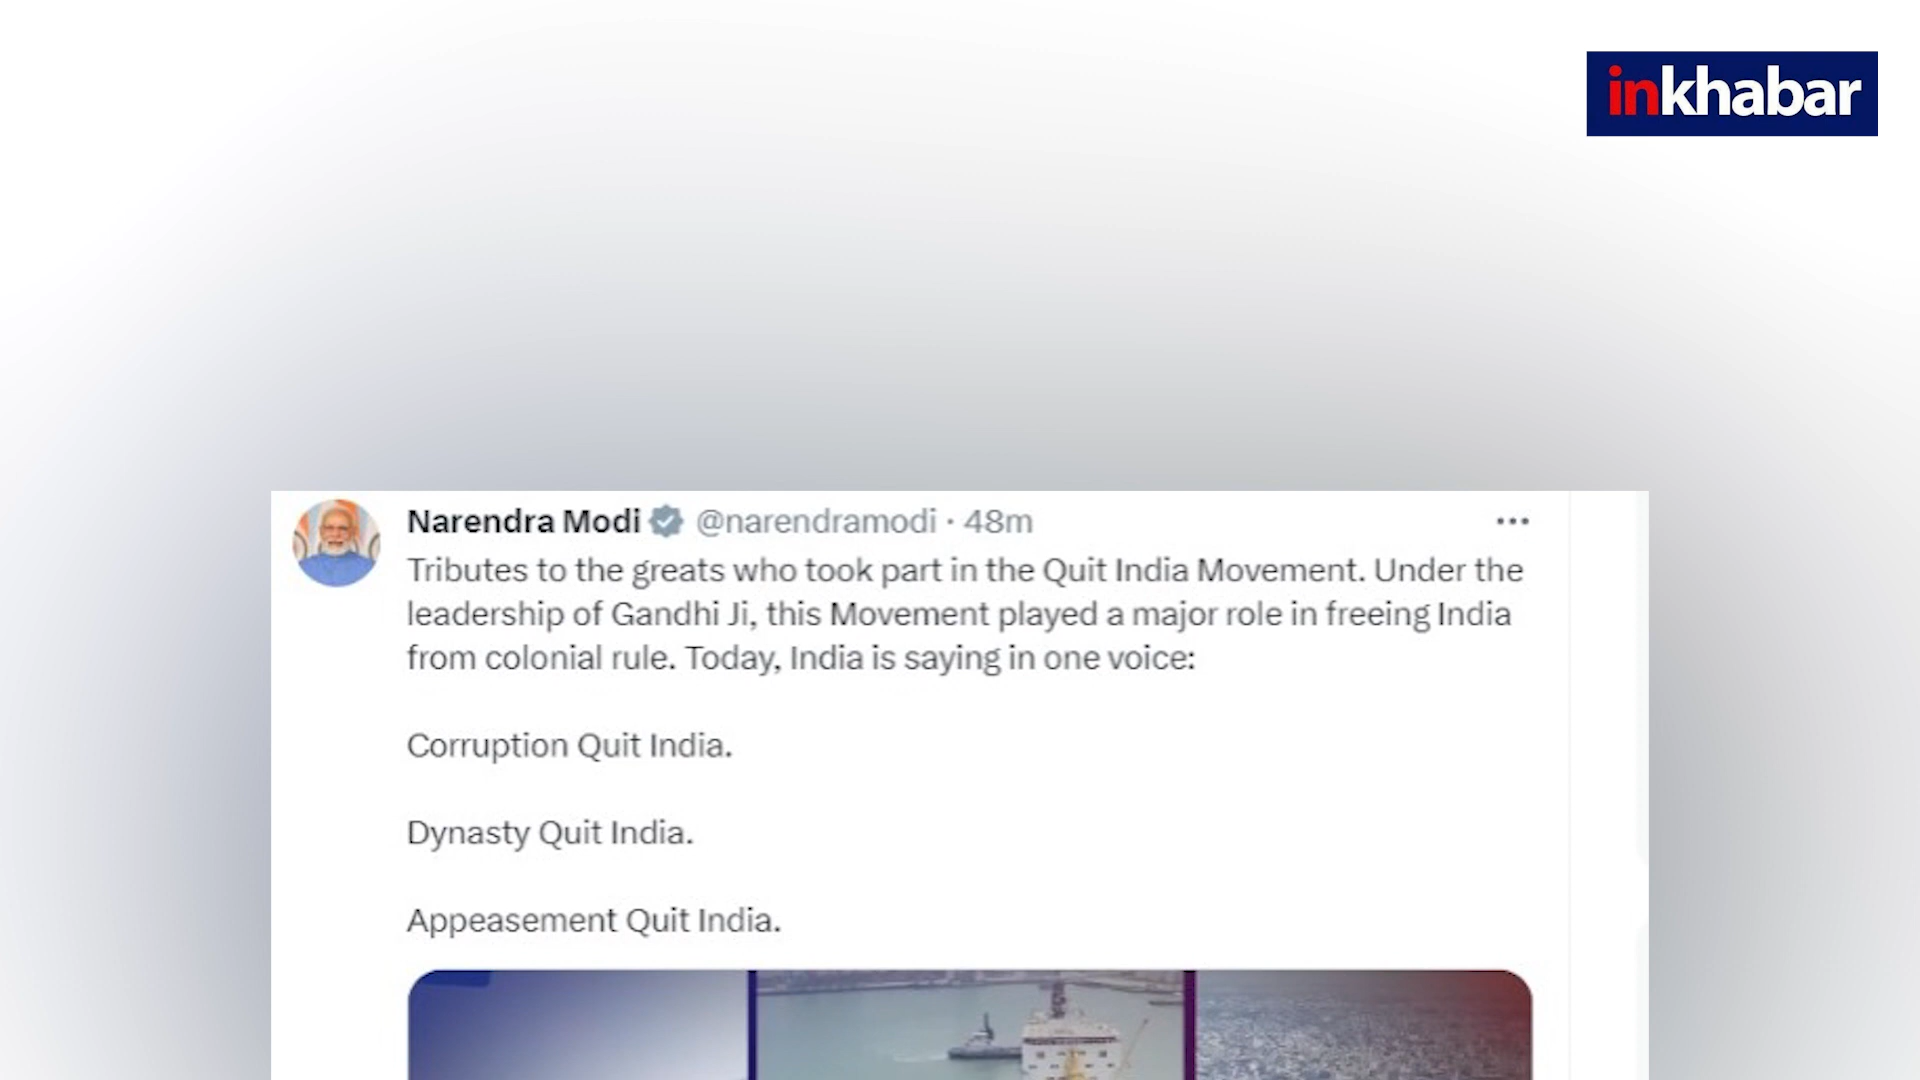 inkhabar
Narendra Modi @narendramodi · 48m
Tributes to the greats who took part in the Quit India Movement. Under the
leadership of Gandhi Ji, this Movement played a major role in freeing India
from colonial rule. Today, India is saying in one voice:
Corruption Quit India.
Dynasty Quit India.
Appeasement Quit India.